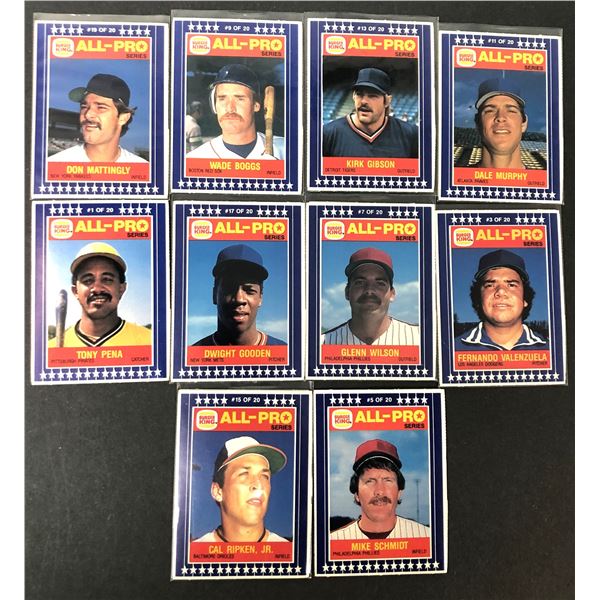 #19 OF 20
BURGER KING
ALL-PRO
SERIES
DON MATTINGLY
NEW YORK YANKEES INFIELD
#9 OF 20
BURGER KING
ALL-PRO
SERIES
WADE BOGGS
BOSTON RED SOX INFIELD
#13 OF 20
BURGER KING
ALL-PRO
SERIES
KIRK GIBSON
DETROIT TIGERS OUTFIELD
#11 OF 20
BURGER KING
ALL-PRO
SERIES
DALE MURPHY
ATLANTA BRAVES OUTFIELD
#1 OF 20
BURGER KING
ALL-PRO
SERIES
TONY PENA
PITTSBURGH PIRATES CATCHER
#17 OF 20
BURGER KING
ALL-PRO
SERIES
DWIGHT GOODEN
NEW YORK METS PITCHER
#7 OF 20
BURGER KING
ALL-PRO
SERIES
GLENN WILSON
PHILADELPHIA PHILLIES OUTFIELD
#3 OF 20
BURGER KING
ALL-PRO
SERIES
FERNANDO VALENZUELA
LOS ANGELES DODGERS PITCHER
#15 OF 20
BURGER KING
ALL-PRO
SERIES
CAL RIPKEN, JR.
BALTIMORE ORIOLES INFIELD
#5 OF 20
BURGER KING
ALL-PRO
SERIES
MIKE SCHMIDT
PHILADELPHIA PHILLIES INFIELD